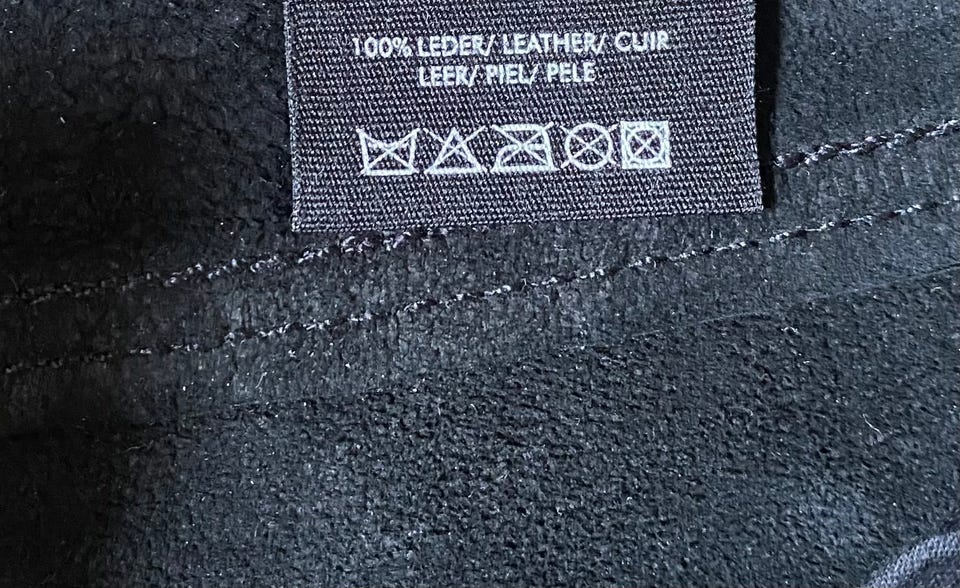 100% LEDER/ LEATHER/ CUIR
LEER/ PIEL/ PELE